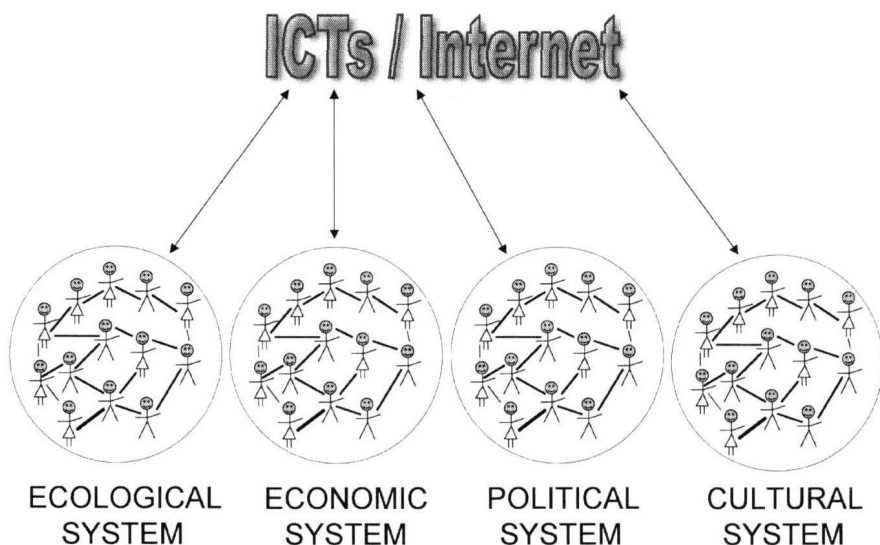 ICTs / Internet
ECOLOGICAL SYSTEM
ECONOMIC SYSTEM
POLITICAL SYSTEM
CULTURAL SYSTEM